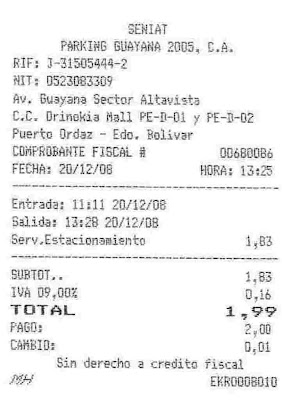 SENIAT
PARKING GUAYANA 2005, C.A.
RIF: J-31505444-2
NIT: 0523083309
Av. Guayana Sector Altavista
C.C. Orinokia Mall PE-D-01 y PE-D-02
Puerto Ordaz - Edo. Bolivar
COMPROBANTE FISCAL # 00680086
FECHA: 20/12/08 HORA: 13:25
Entrada: 11:11 20/12/08
Salida: 13:28 20/12/08
Serv.Estacionamiento 1,83
SUBTOT.. 1,83
IVA 09,00% 0,16
TOTAL 1,99
PAGO: 2,00
CAMBIO: 0,01
Sin derecho a credito fiscal
MH EKR0008010